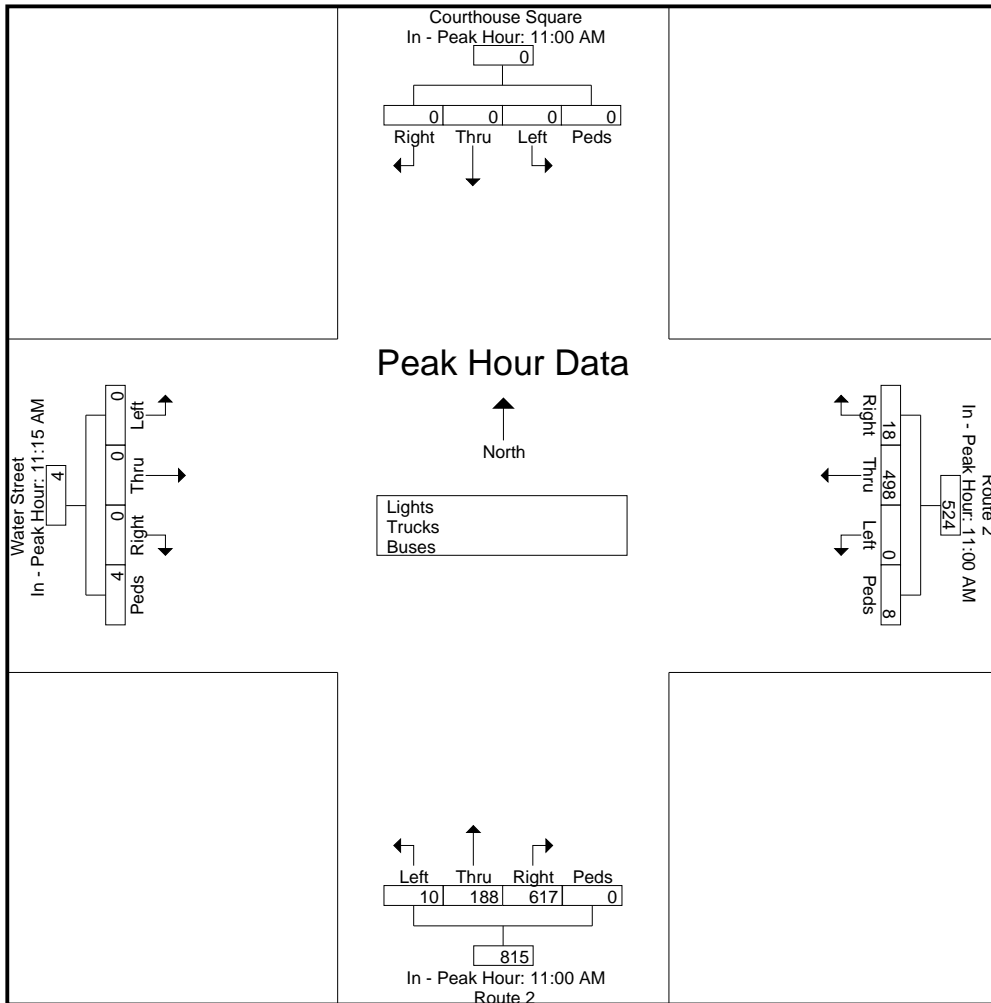 Courthouse Square
In - Peak Hour: 11:00 AM
0
0 0 0 0
Right Thru Left Peds
Peak Hour Data
North
Lights
Trucks
Buses
Water Street
In - Peak Hour: 11:15 AM
4
0 0 0 4
Left Thru Right Peds
Route 2
In - Peak Hour: 11:00 AM
524
18 498 0 8
Right Thru Left Peds
Left Thru Right Peds
10 188 617 0
815
In - Peak Hour: 11:00 AM
Route 2